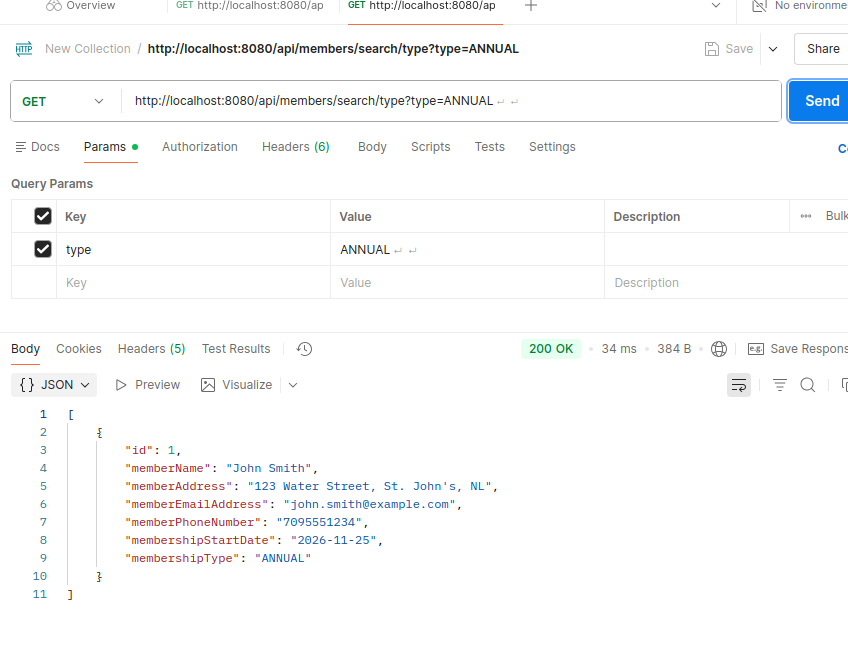 Overview GET http://localhost:8080/ap GET http://localhost:8080/ap No environme
HTTP New Collection / http://localhost:8080/api/members/search/type?type=ANNUAL Save Share
GET http://localhost:8080/api/members/search/type?type=ANNUAL ↵ ↵ Send
Docs Params Authorization Headers (6) Body Scripts Tests Settings Co
Query Params
Key Value Description Bulk
type ANNUAL ↵ ↵
Key Value Description
Body Cookies Headers (5) Test Results 200 OK 34 ms 384 B e.g. Save Respons
{} JSON Preview Visualize
1 [
2 {
3 "id": 1,
4 "memberName": "John Smith",
5 "memberAddress": "123 Water Street, St. John's, NL",
6 "memberEmailAddress": "john.smith@example.com",
7 "memberPhoneNumber": "7095551234",
8 "membershipStartDate": "2026-11-25",
9 "membershipType": "ANNUAL"
10 }
11 ]